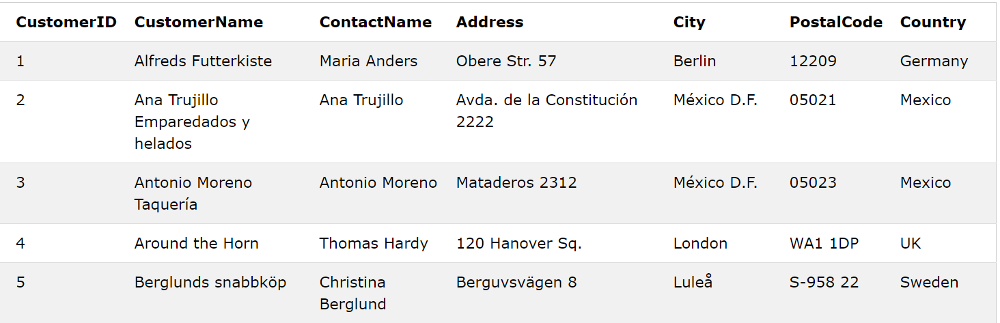 CustomerID CustomerName ContactName Address City PostalCode Country
1 Alfreds Futterkiste Maria Anders Obere Str. 57 Berlin 12209 Germany
2 Ana Trujillo Ana Trujillo Avda. de la Constitución México D.F. 05021 Mexico
Emparedados y 2222
helados
3 Antonio Moreno Antonio Moreno Mataderos 2312 México D.F. 05023 Mexico
Taquería
4 Around the Horn Thomas Hardy 120 Hanover Sq. London WA1 1DP UK
5 Berglunds snabbköp Christina Berguvsvägen 8 Luleå S-958 22 Sweden
Berglund